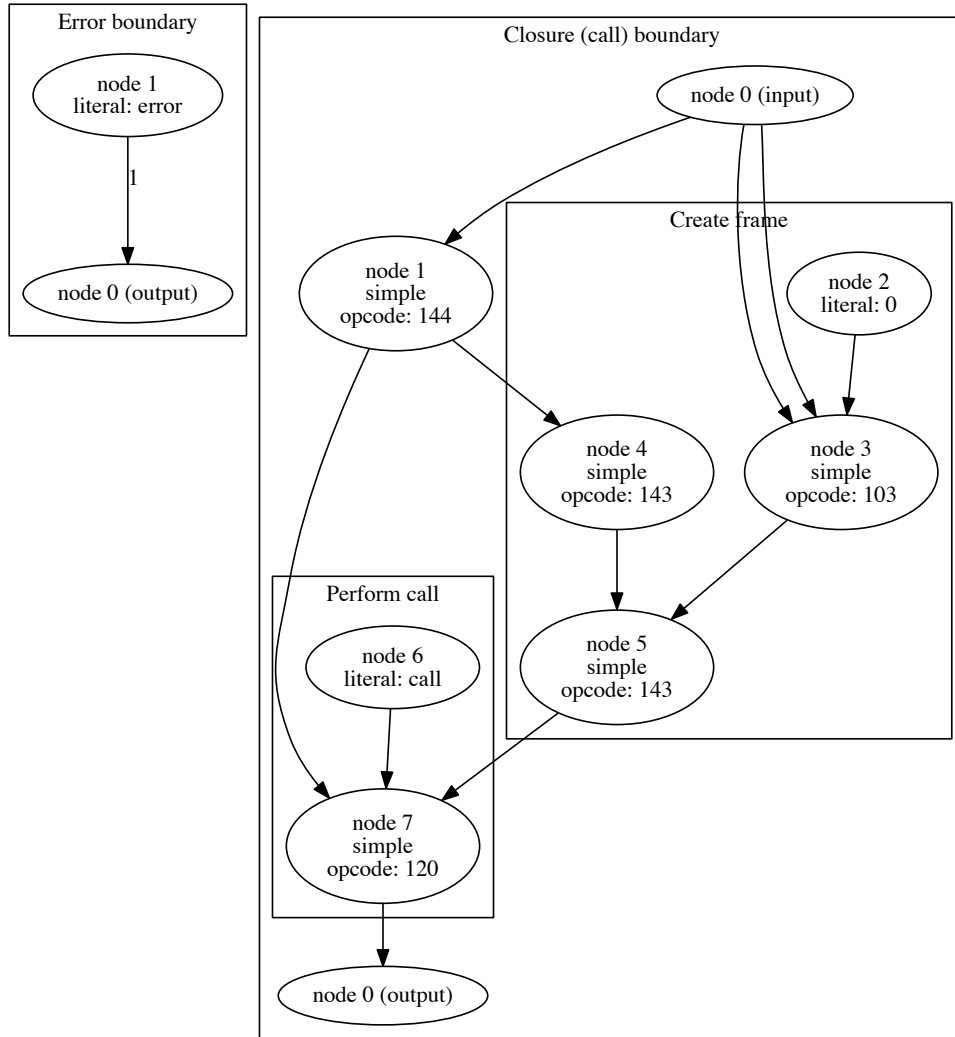 Error boundary
node 1
literal: error
1
node 0 (output)
Closure (call) boundary
node 0 (input)
Create frame
node 1
simple
opcode: 144
node 2
literal: 0
node 4
simple
opcode: 143
node 3
simple
opcode: 103
Perform call
node 6
literal: call
node 5
simple
opcode: 143
node 7
simple
opcode: 120
node 0 (output)